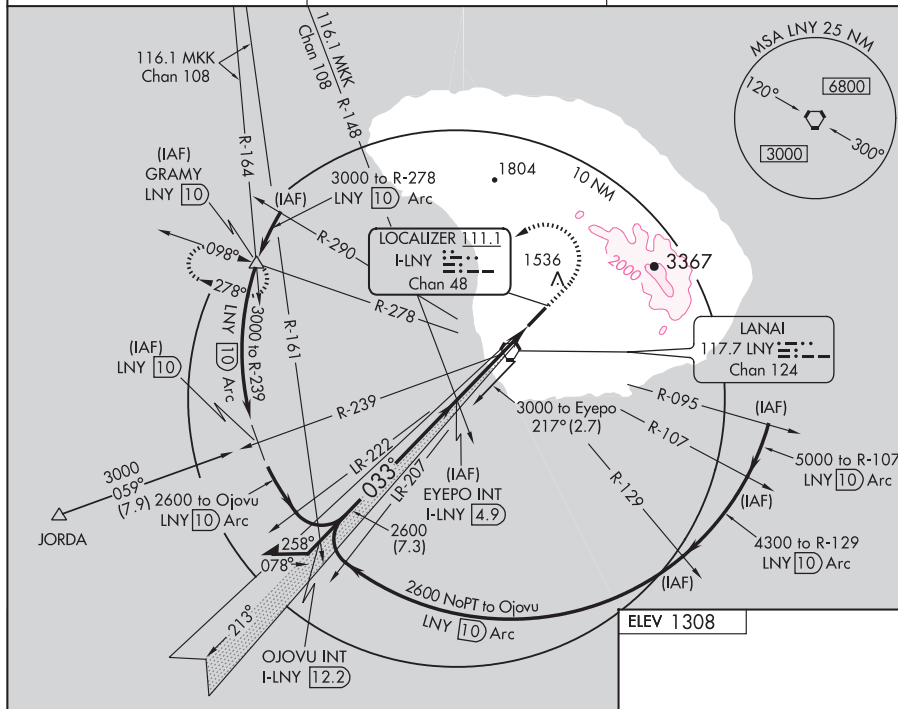 116.1 MKK
Chan 108
116.1 MKK
Chan 108
R-148
R-164
MSA LNY 25 NM
120°
6800
3000
300°
(IAF)
GRAMY
LNY 10
(IAF)
3000 to R-278
LNY 10 Arc
1804
10 NM
R-290
098°
278°
LOCALIZER 111.1
I-LNY
Chan 48
1536
2000
3367
R-278
3000 to R-239
LNY 10 Arc
R-161
(IAF)
LNY 10
LANAI
117.7 LNY
Chan 124
R-239
3000 to Eyepo
217° (2.7)
R-095
(IAF)
R-107
R-129
5000 to R-107
LNY 10 Arc
(IAF)
4300 to R-129
LNY 10 Arc
(IAF)
LR-222
033°
LR-207
(IAF)
EYEPO INT
I-LNY 4.9
3000
059°
(7.9)
JORDA
2600 to Ojovu
LNY 10 Arc
2600
(7.3)
258°
078°
2600 NoPT to Ojovu
LNY 10 Arc
213°
OJOVU INT
I-LNY 12.2
ELEV 1308